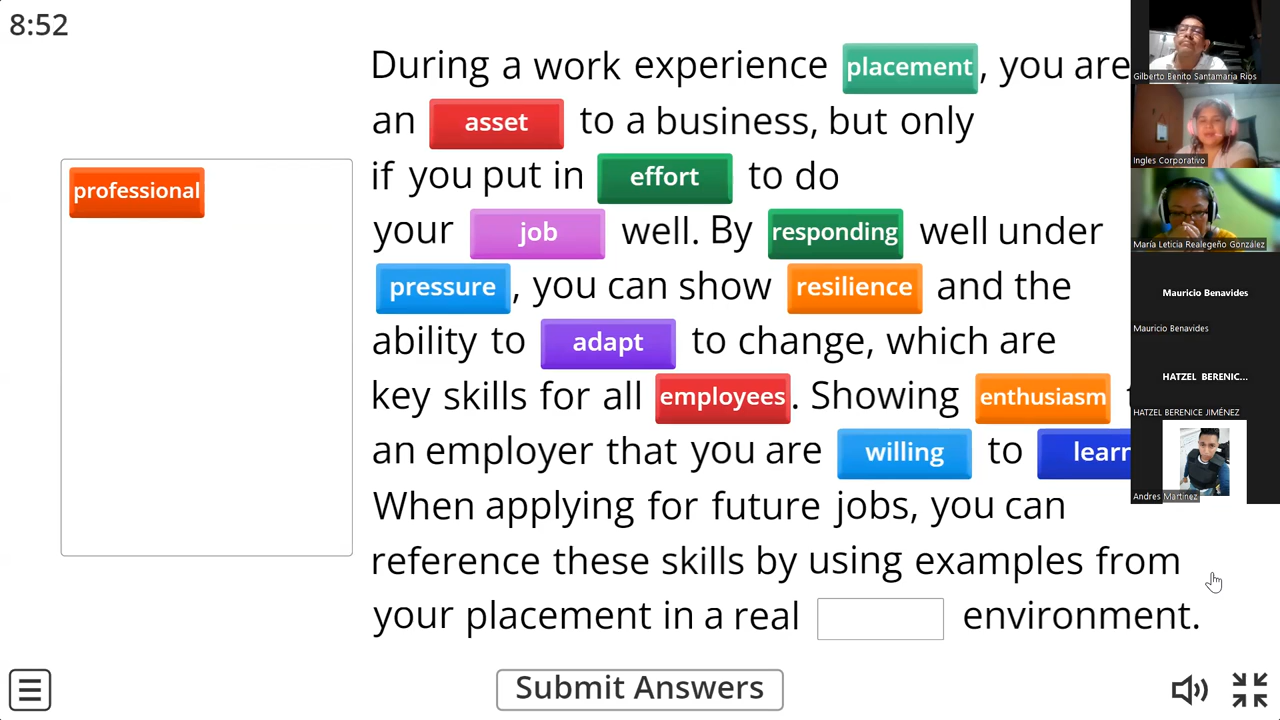 8:52
During a work experience placement, you are
an asset to a business, but only
if you put in effort to do
professional
your job well. By responding well under
pressure, you can show resilience and the
ability to adapt to change, which are
key skills for all employees. Showing enthusiasm
an employer that you are willing to learn
When applying for future jobs, you can
reference these skills by using examples from
your placement in a real environment.
Submit Answers
Gilberto Benito Santamaria Rios
Ingles Corporativo
María Leticia Realegeño González
Mauricio Benavides
Mauricio Benavides
HATZEL BERENIC...
HATZEL BERENICE JIMÉNEZ
Andres Martínez